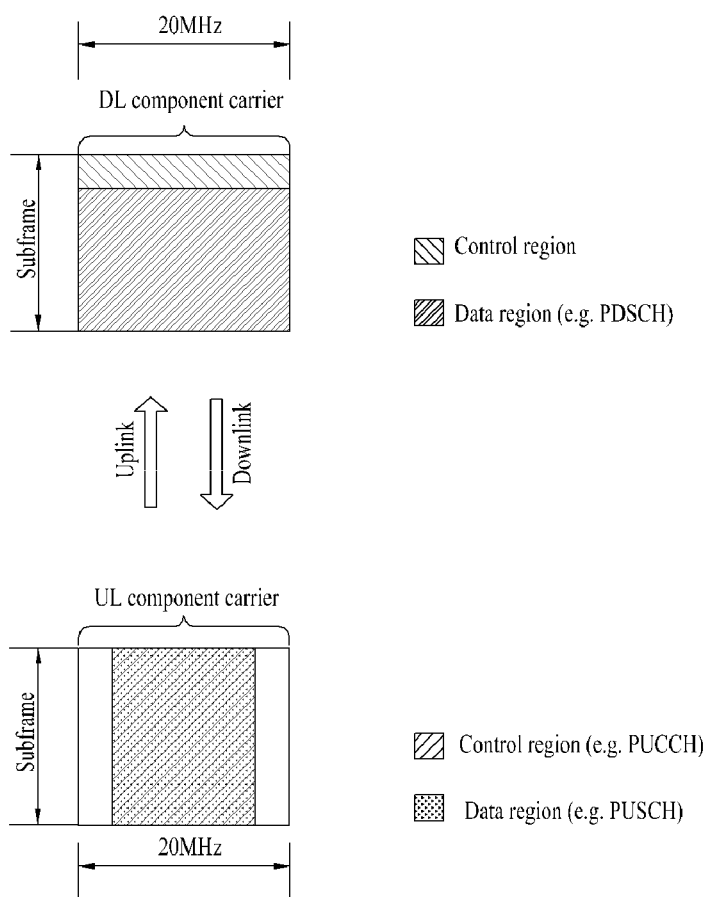 20MHz
DL component carrier
Subframe
Control region
Data region (e.g. PDSCH)
Uplink
Downlink
UL component carrier
Subframe
Control region (e.g. PUCCH)
Data region (e.g. PUSCH)
20MHz